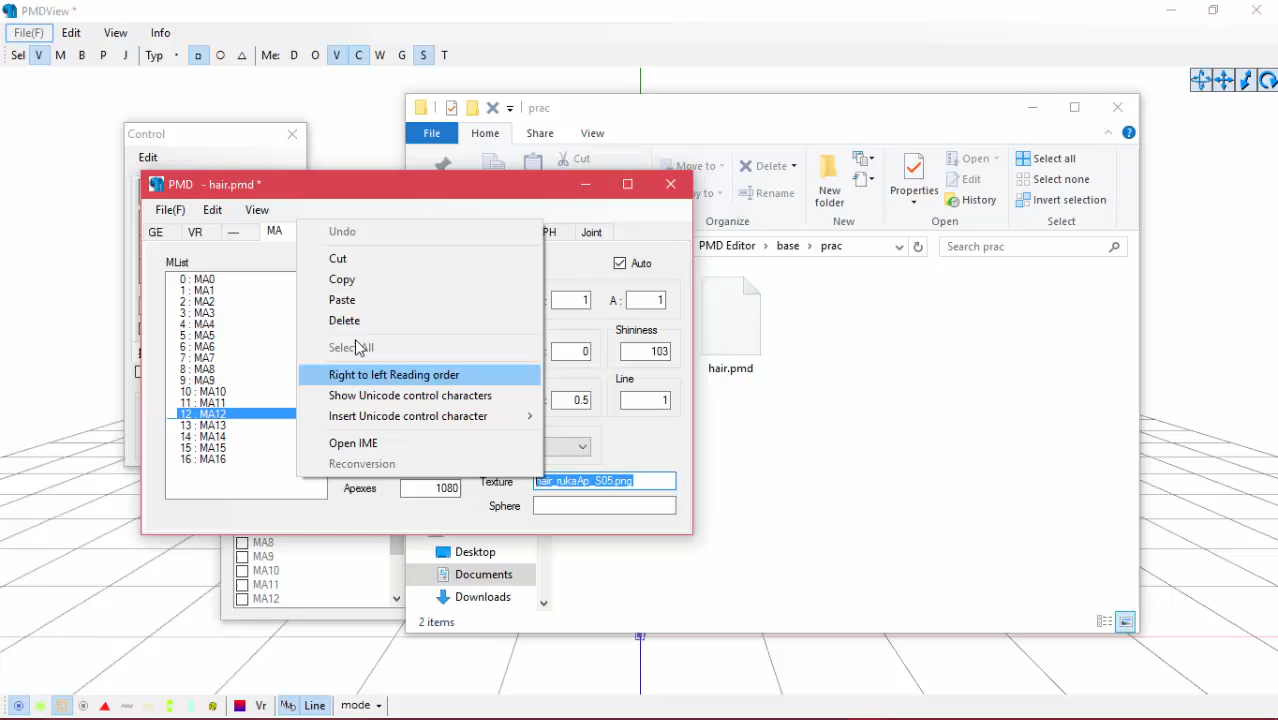 PMDView *
File(F) Edit View Info
Sel V M B P J Typ Me: D O V C W G S T
Control
Edit
prac
File Home Share View
Cut
Move to Delete Open Select all
py to Rename New folder Properties Edit Select none
History Invert selection
Organize New Open Select
PMD Editor base prac Search prac
hair.pmd
PMD - hair.pmd *
File(F) Edit View
GE VR --- MA PH Joint
MList
Auto
0 : MA0
1 : MA1
2 : MA2
3 : MA3
4 : MA4
5 : MA5
6 : MA6
7 : MA7
8 : MA8
9 : MA9
10 : MA10
11 : MA11
12 : MA12
13 : MA13
14 : MA14
15 : MA15
16 : MA16
1 A : 1
Shininess
0 103
Line
0.5 1
Apexes 1080
Texture hair_rukaAp_S05.png
Sphere
Undo
Cut
Copy
Paste
Delete
Select All
Right to left Reading order
Show Unicode control characters
Insert Unicode control character
Open IME
Reconversion
MA8
MA9
MA10
MA11
MA12
Desktop
Documents
Downloads
2 items
Vr Line mode